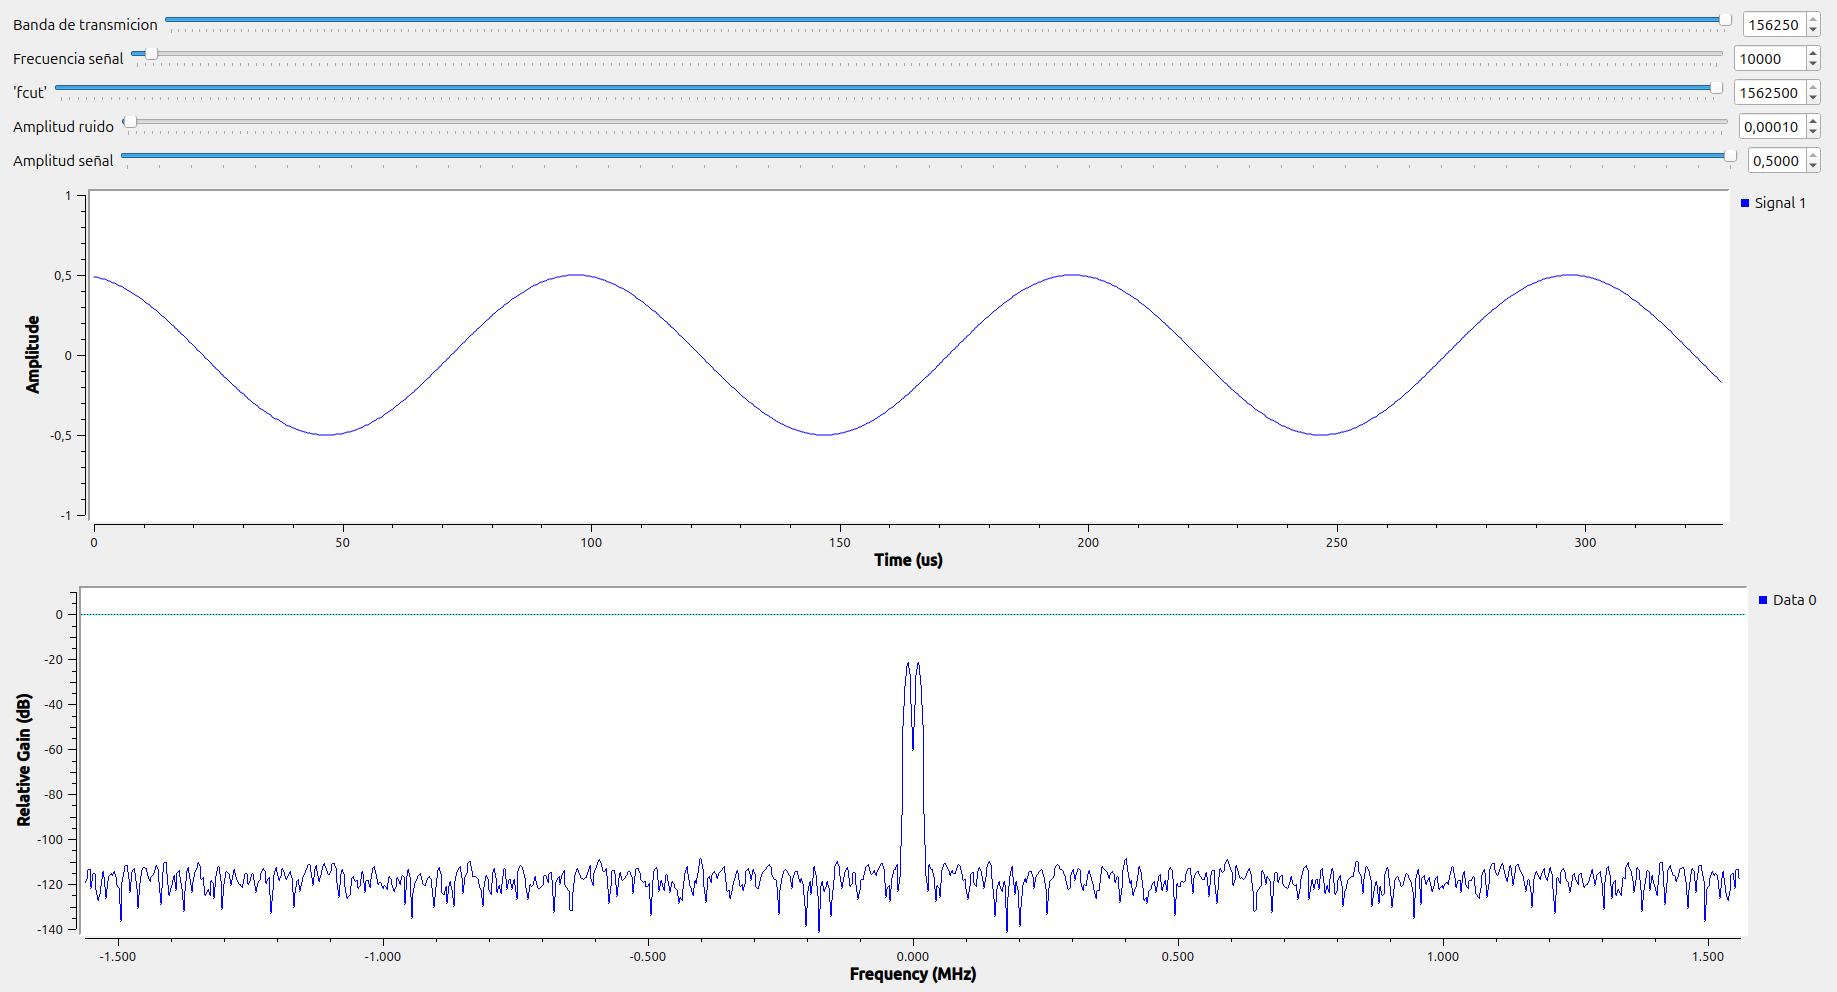 Banda de transmicion 156250
Frecuencia señal 10000
'fcut' 1562500
Amplitud ruido 0,00010
Amplitud señal 0,5000
Signal 1
1
0,5
0
-0,5
-1
Amplitude
0 50 100 150 200 250 300
Time (us)
Data 0
0
-20
-40
-60
-80
-100
-120
-140
Relative Gain (dB)
-1.500 -1.000 -0.500 0.000 0.500 1.000 1.500
Frequency (MHz)